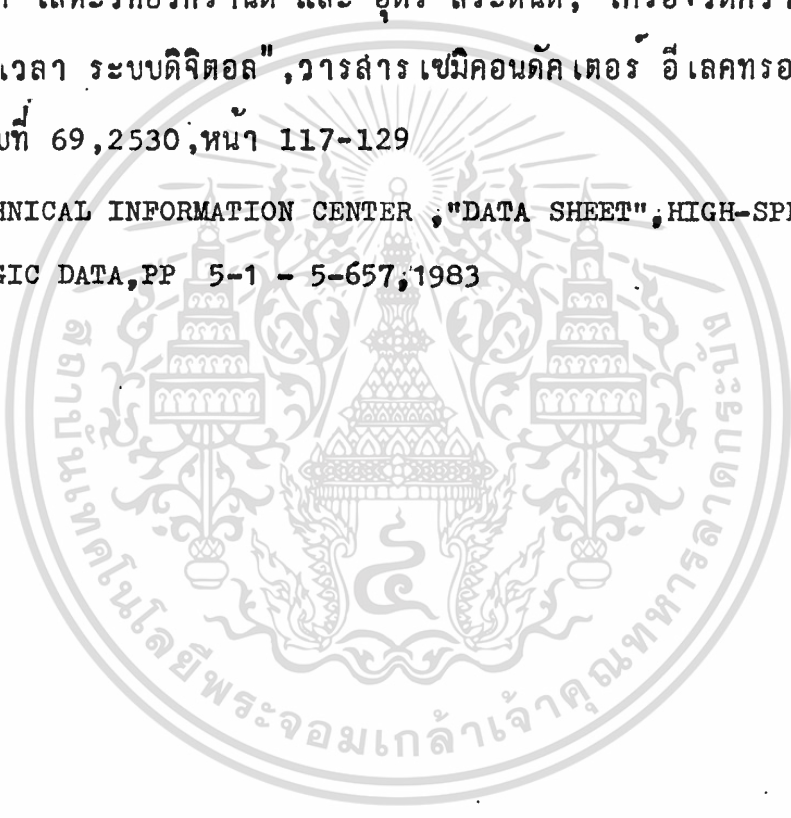 เวลา ระบบดิจิตอล",วารสาร เซมิคอนดัคเตอร์ อีเลคทรอ
ที่ 69,2530,หน้า 117-129
HNICAL INFORMATION CENTER ,"DATA SHEET",HIGH-SP
GIC DATA,PP 5-1 - 5-657,1983
สถาบันเทคโนโลยีพระจอมเกล้าเจ้าคุณทหารลาดกระบัง